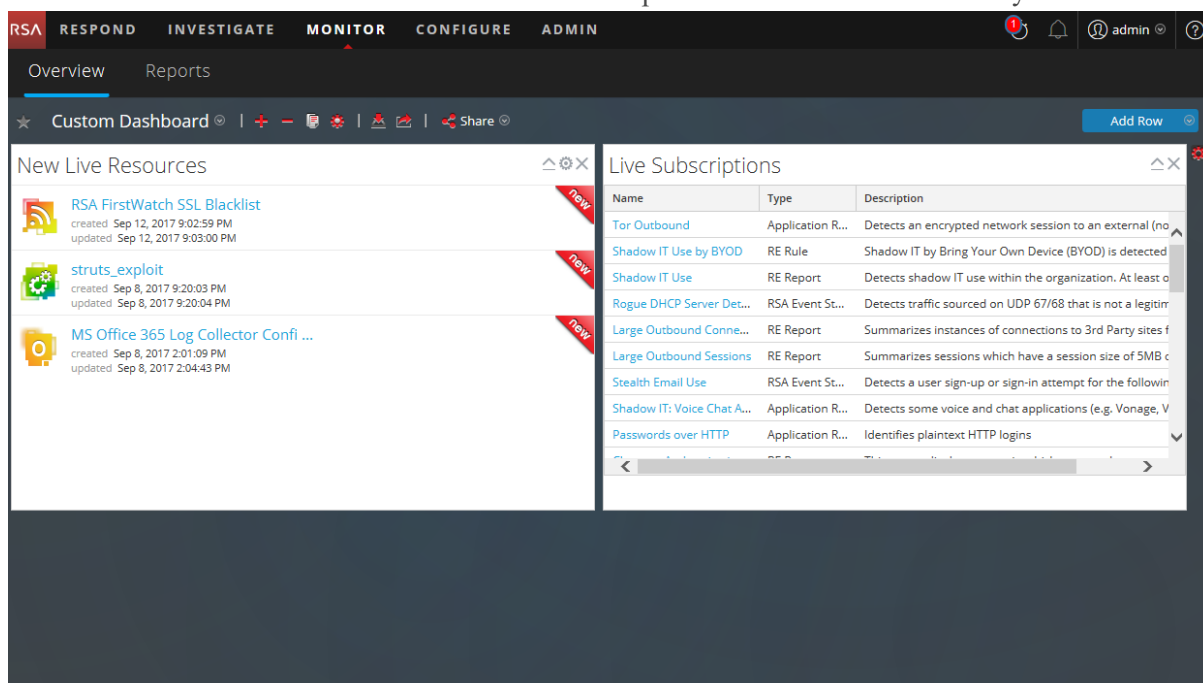 RSA RESPOND INVESTIGATE MONITOR CONFIGURE ADMIN 1 admin ?
Overview Reports
Custom Dashboard | + − | | Share Add Row
New Live Resources
RSA FirstWatch SSL Blacklist
created Sep 12, 2017 9:02:59 PM
updated Sep 12, 2017 9:03:00 PM
new
struts_exploit
created Sep 8, 2017 9:20:03 PM
updated Sep 8, 2017 9:20:04 PM
new
MS Office 365 Log Collector Confi ...
created Sep 8, 2017 2:01:09 PM
updated Sep 8, 2017 2:04:43 PM
new
Live Subscriptions
Name Type Description
Tor Outbound Application R... Detects an encrypted network session to an external (no
Shadow IT Use by BYOD RE Rule Shadow IT by Bring Your Own Device (BYOD) is detected
Shadow IT Use RE Report Detects shadow IT use within the organization. At least o
Rogue DHCP Server Det... RSA Event St... Detects traffic sourced on UDP 67/68 that is not a legitim
Large Outbound Conne... RE Report Summarizes instances of connections to 3rd Party sites f
Large Outbound Sessions RE Report Summarizes sessions which have a session size of 5MB o
Stealth Email Use RSA Event St... Detects a user sign-up or sign-in attempt for the followin
Shadow IT: Voice Chat A... Application R... Detects some voice and chat applications (e.g. Vonage, V
Passwords over HTTP Application R... Identifies plaintext HTTP logins